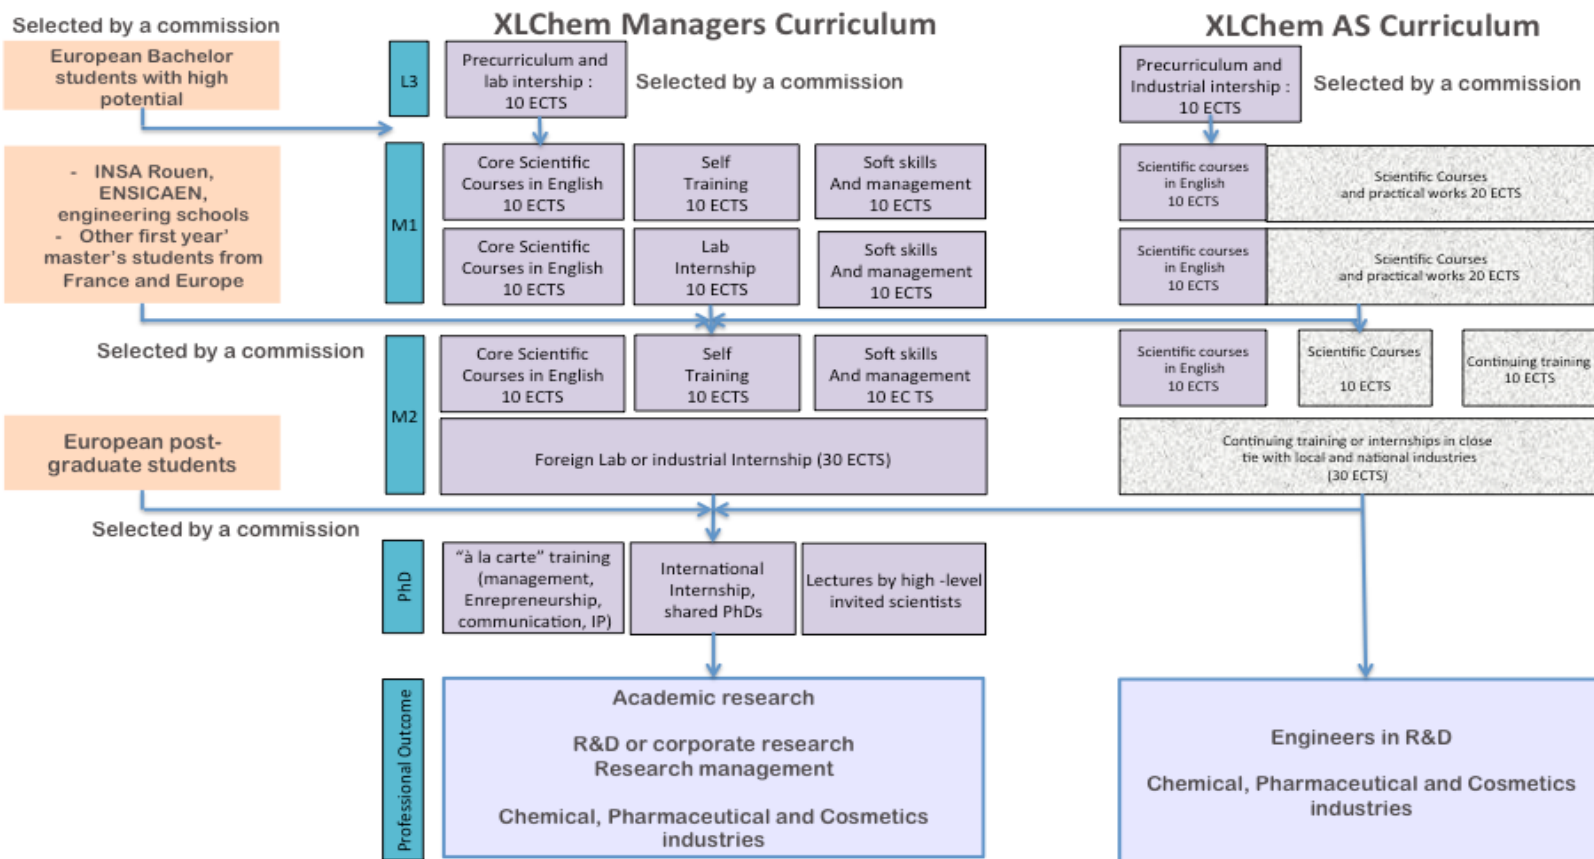 Selected by a commission
XLChem Managers Curriculum
XLChem AS Curriculum
European Bachelor
students with high
potential
L3
Precurriculum and
lab intership :
10 ECTS
Selected by a commission
Precurriculum and
Industrial intership :
10 ECTS
Selected by a commission
- INSA Rouen,
ENSICAEN,
engineering schools
- Other first year'
master's students from
France and Europe
M1
Core Scientific
Courses in English
10 ECTS
Self
Training
10 ECTS
Soft skills
And management
10 ECTS
Scientific courses
in English
10 ECTS
Scientific Courses
and practical works 20 ECTS
Core Scientific
Courses in English
10 ECTS
Lab
Internship
10 ECTS
Soft skills
And management
10 ECTS
Scientific courses
in English
10 ECTS
Scientific Courses
and practical works 20 ECTS
Selected by a commission
M2
Core Scientific
Courses in English
10 ECTS
Self
Training
10 ECTS
Soft skills
And management
10 EC TS
Scientific courses
in English
10 ECTS
Scientific Courses
10 ECTS
Continuing training
10 ECTS
European post-
graduate students
Foreign Lab or industrial Internship (30 ECTS)
Continuing training or internships in close
tie with local and national industries
(30 ECTS)
Selected by a commission
PhD
"à la carte" training
(management,
Enrepreneurship,
communication, IP)
International
Internship,
shared PhDs
Lectures by high -level
invited scientists
Professional Outcome
Academic research
R&D or corporate research
Research management
Chemical, Pharmaceutical and Cosmetics
industries
Engineers in R&D
Chemical, Pharmaceutical and Cosmetics
industries